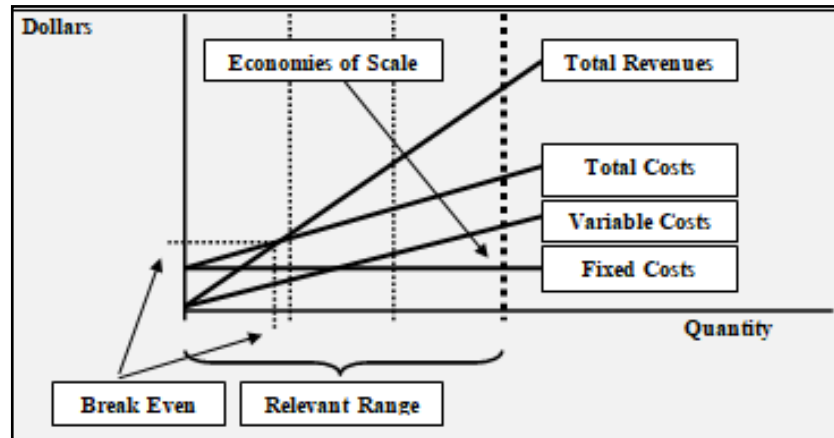 Dollars
Economies of Scale
Total Revenues
Total Costs
Variable Costs
Fixed Costs
Quantity
Break Even
Relevant Range